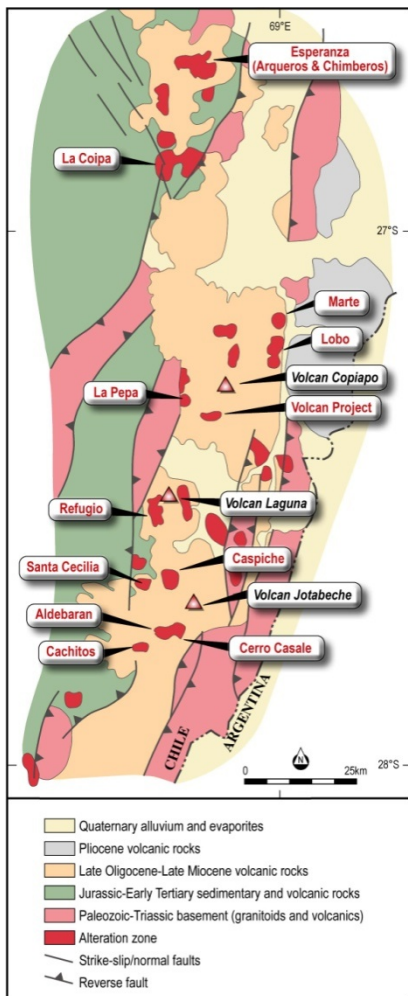 69°E
Esperanza
(Arqueros & Chimberos)
La Coipa
27°S
Marte
Lobo
Volcan Copiapo
La Pepa
Volcan Project
Volcan Laguna
Refugio
Santa Cecilia
Caspiche
Volcan Jotabeche
Aldebaran
Cachitos
Cerro Casale
CHILE
ARGENTINA
N
28°S
0 25km
Quaternary alluvium and evaporites
Pliocene volcanic rocks
Late Oligocene-Late Miocene volcanic rocks
Jurassic-Early Tertiary sedimentary and volcanic rocks
Paleozoic-Triassic basement (granitoids and volcanics)
Alteration zone
Strike-slip/normal faults
Reverse fault